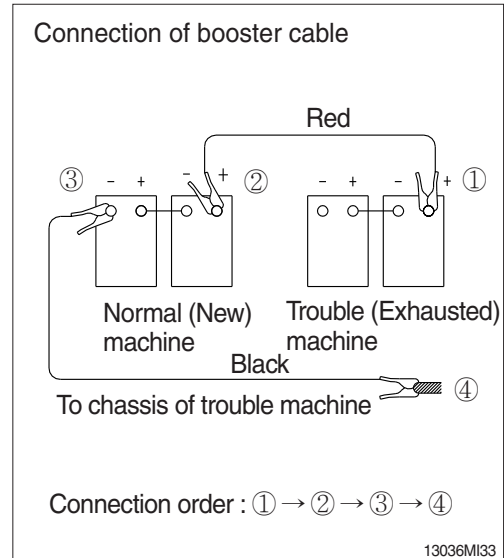 Connection of booster cable
Red
③ - + - + ② - + - + ①
Normal (New)
machine
Trouble (Exhausted)
machine
Black
④
To chassis of trouble machine
Connection order : ① → ② → ③ → ④
13036MI33